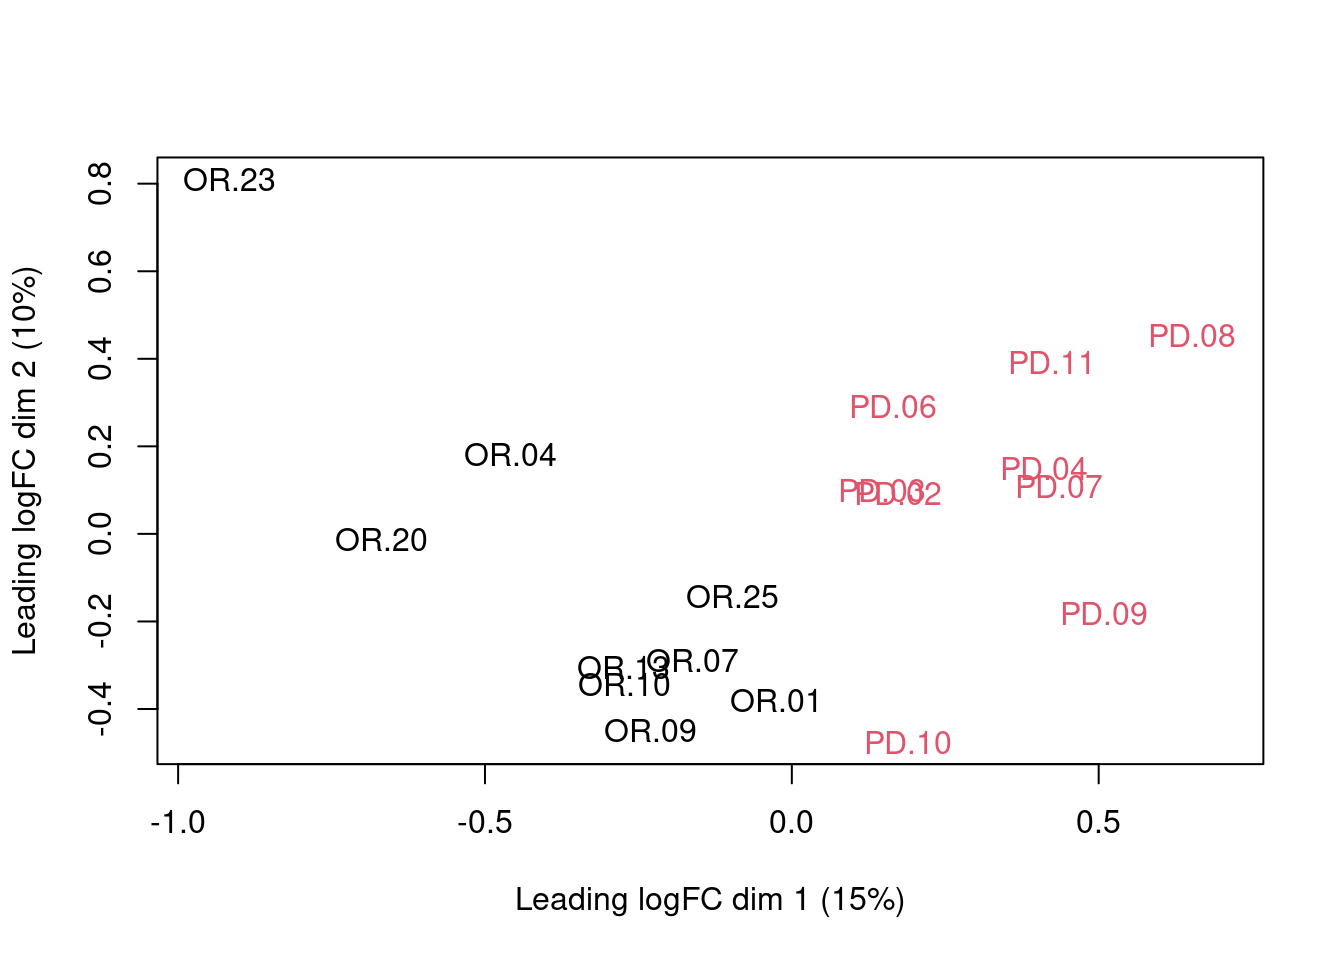 OR.23
PD.08
PD.11
PD.06
OR.04
PD.04
PD.07
PD.03
PD.02
OR.20
OR.25
PD.09
OR.07
OR.13
OR.10
OR.01
OR.09
PD.10
0.8
0.6
0.4
0.2
0.0
-0.2
-0.4
Leading logFC dim 2 (10%)
-1.0 -0.5 0.0 0.5
Leading logFC dim 1 (15%)